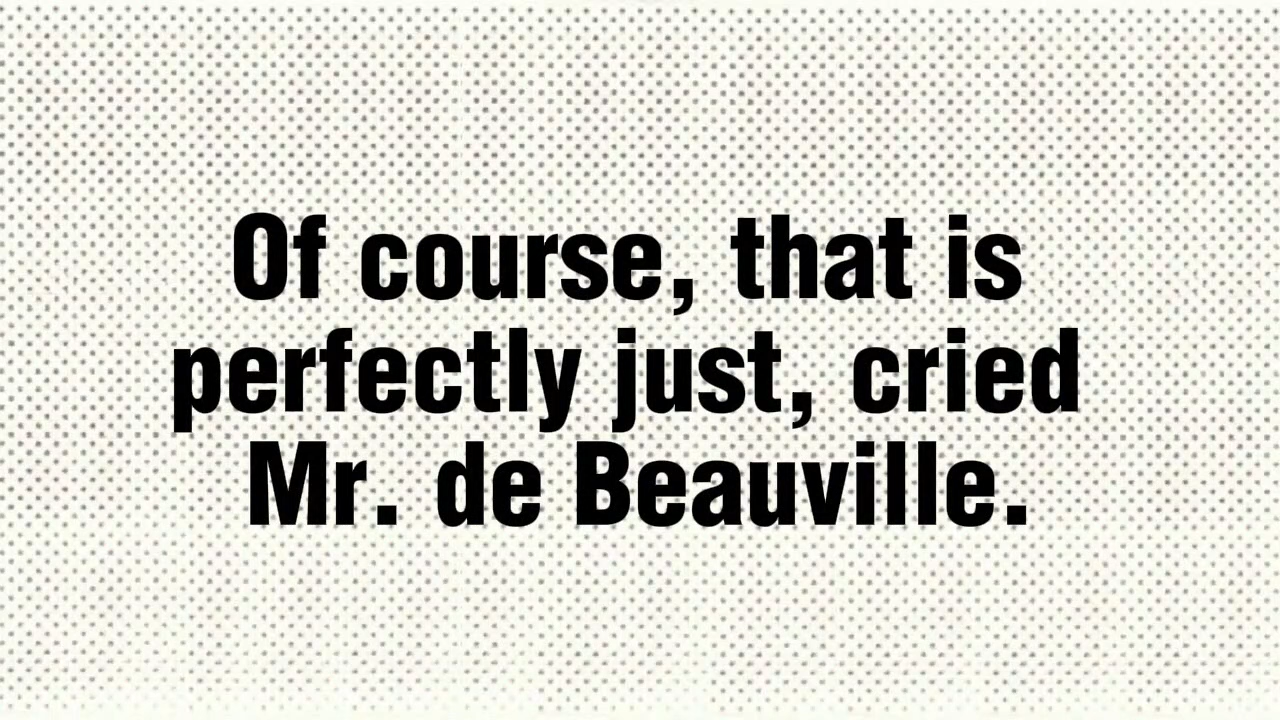 Of course, that is
perfectly just, cried
Mr. de Beauville.